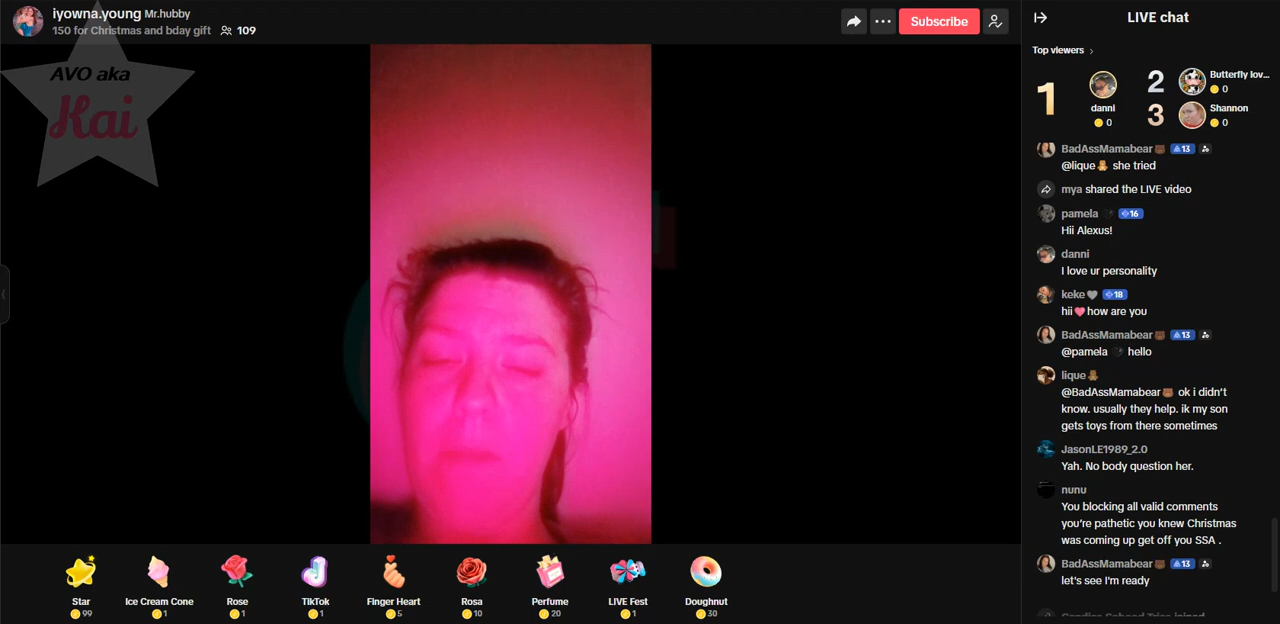 iyowna.young Mr.hubby
150 for Christmas and bday gift 109
Subscribe
AVO aka
Kai
LIVE chat
Top viewers
1
danni
0
2
Butterfly lov...
0
3
Shannon
0
BadAssMamabear🐻 13
@lique🧸 she tried
mya shared the LIVE video
pamela 16
Hii Alexus!
danni
I love ur personality
keke🩶 18
hii💗how are you
BadAssMamabear🐻 13
@pamela hello
lique🧸
@BadAssMamabear🐻 ok i didn't
know. usually they help. ik my son
gets toys from there sometimes
JasonLE1989_2.0
Yah. No body question her.
nunu
You blocking all valid comments
you're pathetic you knew Christmas
was coming up get off you SSA .
BadAssMamabear🐻 13
let's see I'm ready
Star
99
Ice Cream Cone
1
Rose
1
TikTok
1
Finger Heart
5
Rosa
10
Perfume
20
LIVE Fest
1
Doughnut
30